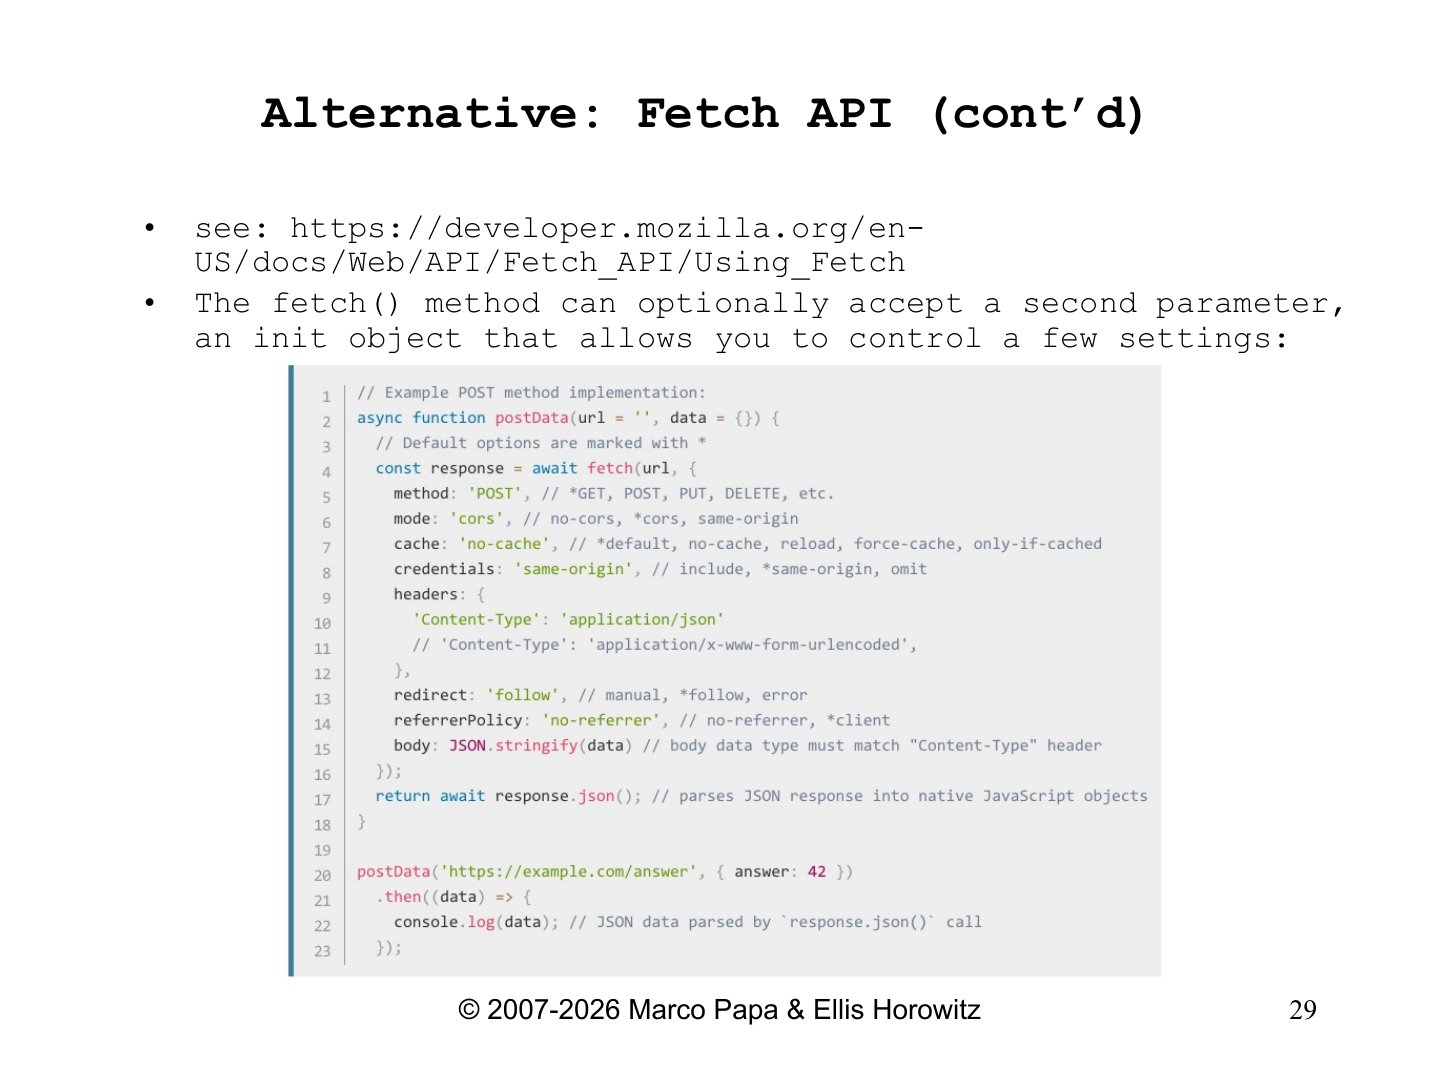 Alternative: Fetch API (cont’d)
• see: https://developer.mozilla.org/en-
US/docs/Web/API/Fetch_API/Using_Fetch
• The fetch() method can optionally accept a second parameter,
an init object that allows you to control a few settings:
1 // Example POST method implementation:
2 async function postData(url = '', data = {}) {
3   // Default options are marked with *
4   const response = await fetch(url, {
5     method: 'POST', // *GET, POST, PUT, DELETE, etc.
6     mode: 'cors', // no-cors, *cors, same-origin
7     cache: 'no-cache', // *default, no-cache, reload, force-cache, only-if-cached
8     credentials: 'same-origin', // include, *same-origin, omit
9     headers: {
10       'Content-Type': 'application/json'
11       // 'Content-Type': 'application/x-www-form-urlencoded',
12     },
13     redirect: 'follow', // manual, *follow, error
14     referrerPolicy: 'no-referrer', // no-referrer, *client
15     body: JSON.stringify(data) // body data type must match "Content-Type" header
16   });
17   return await response.json(); // parses JSON response into native JavaScript objects
18 }
19
20 postData('https://example.com/answer', { answer: 42 })
21   .then((data) => {
22     console.log(data); // JSON data parsed by `response.json()` call
23   });
© 2007-2026 Marco Papa & Ellis Horowitz
29